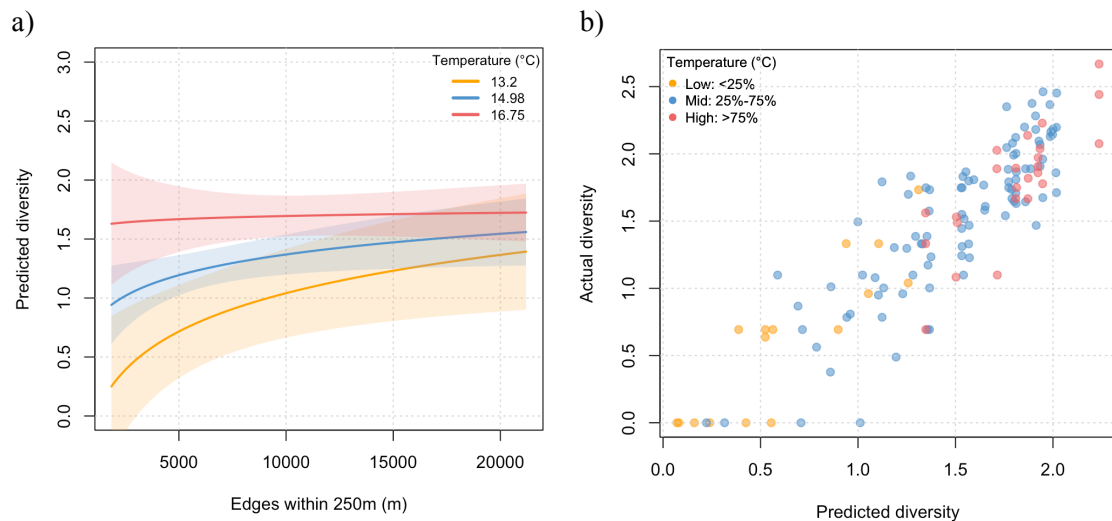 a)
Temperature (°C)
13.2
14.98
16.75
3.0
2.5
2.0
1.5
1.0
0.5
0.0
Predicted diversity
5000 10000 15000 20000
Edges within 250m (m)
b)
Temperature (°C)
Low: <25%
Mid: 25%-75%
High: >75%
2.5
2.0
1.5
1.0
0.5
0.0
Actual diversity
0.0 0.5 1.0 1.5 2.0
Predicted diversity